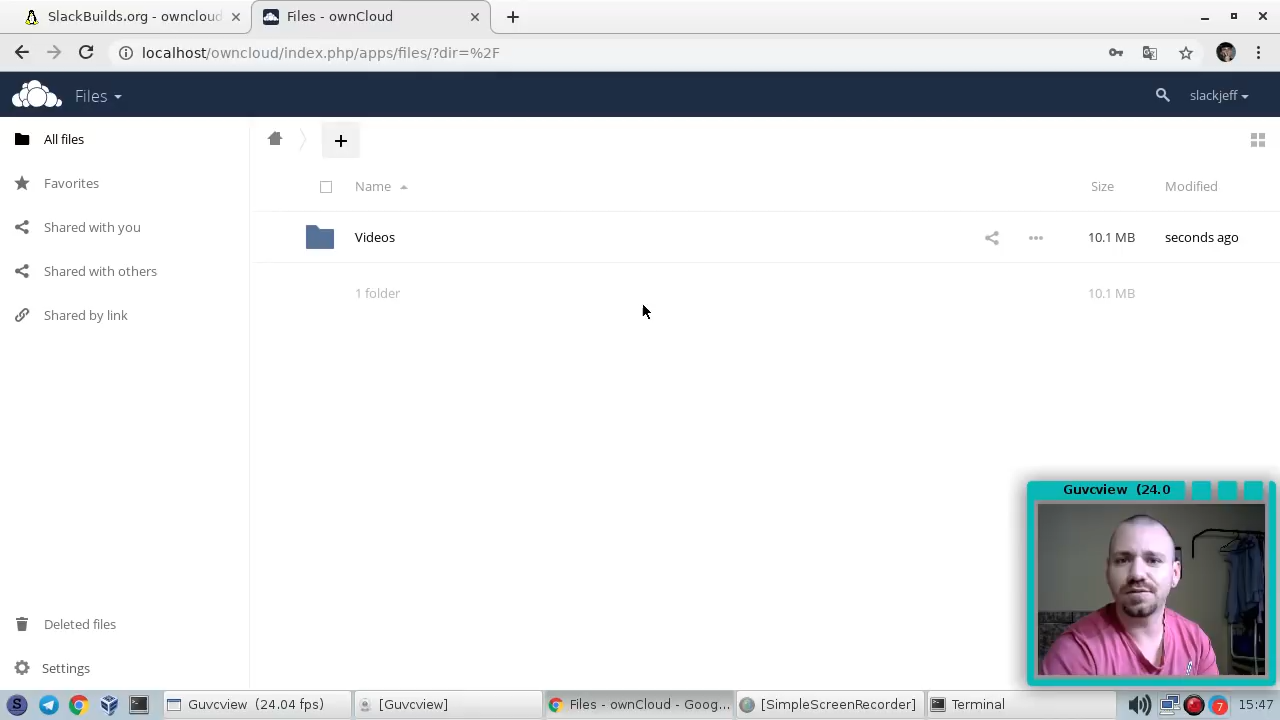 SlackBuilds.org - owncloud
Files - ownCloud
localhost/owncloud/index.php/apps/files/?dir=%2F
Files
slackjeff
All files
Favorites
Shared with you
Shared with others
Shared by link
Deleted files
Settings
+
Name
Size
Modified
Videos
10.1 MB
seconds ago
1 folder
10.1 MB
Guvcview (24.0
Guvcview (24.04 fps)
[Guvcview]
Files - ownCloud - Goog...
[SimpleScreenRecorder]
Terminal
7
15:47